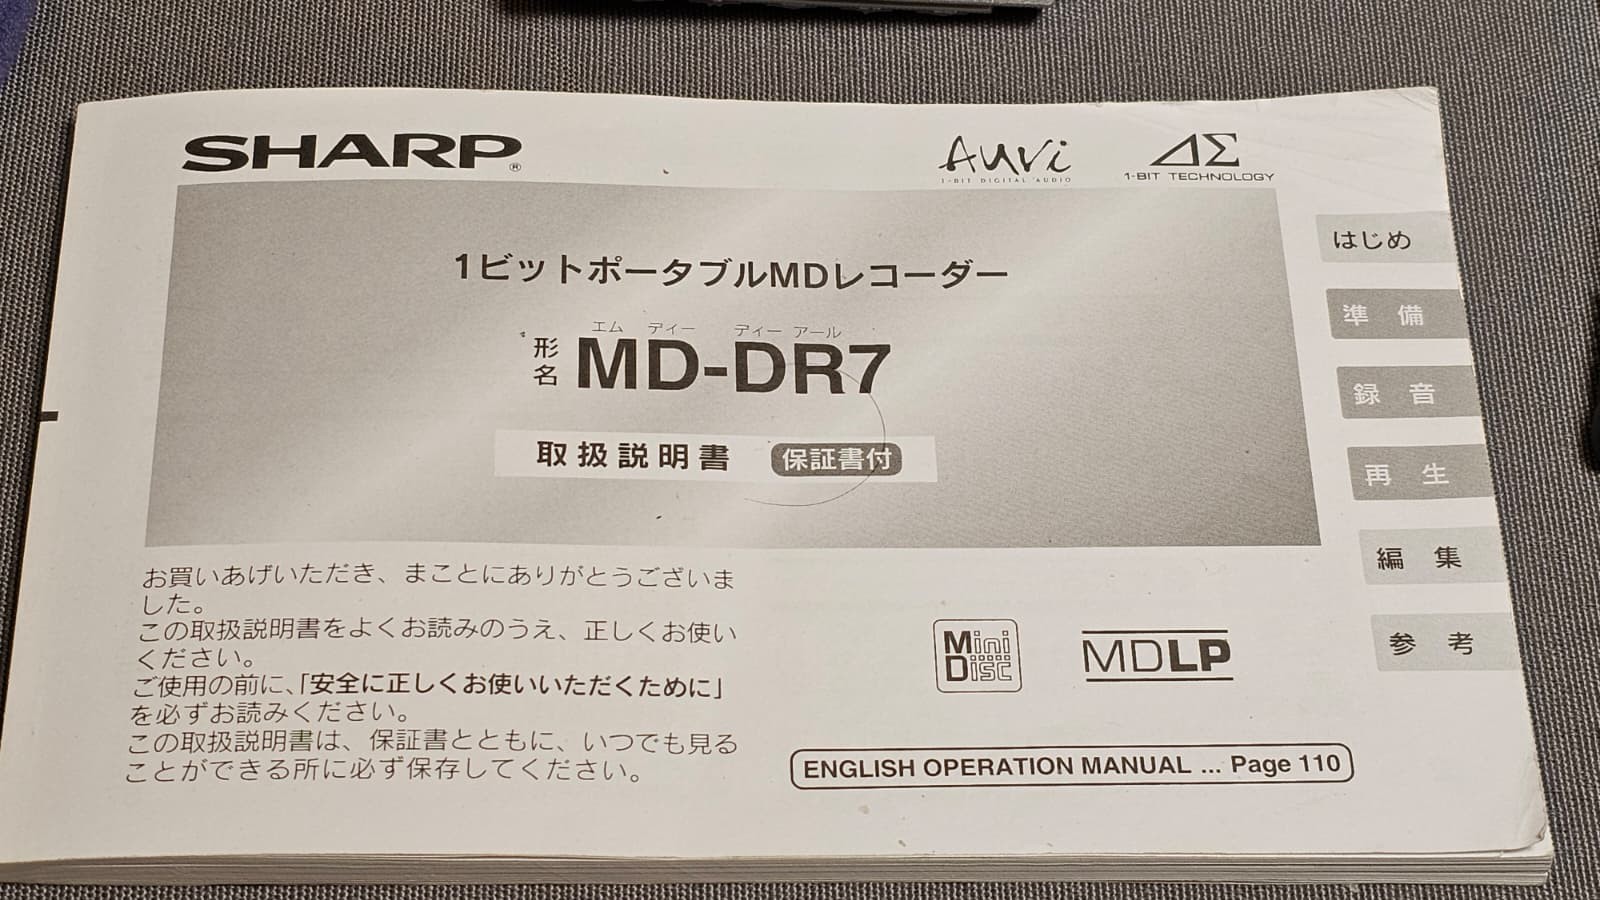 SHARP®
Auvi
1-BIT DIGITAL AUDIO
ΔΣ
1-BIT TECHNOLOGY
1ビットポータブルMDレコーダー
エム ディー ディー アール
形名 MD-DR7
取扱説明書 保証書付
はじめ
準備
録音
再生
編集
参考
お買いあげいただき、まことにありがとうございま
した。
この取扱説明書をよくお読みのうえ、正しくお使い
ください。
ご使用の前に、「安全に正しくお使いいただくために」
を必ずお読みください。
この取扱説明書は、保証書とともに、いつでも見る
ことができる所に必ず保存してください。
Mini
Disc
MDLP
ENGLISH OPERATION MANUAL ... Page 110